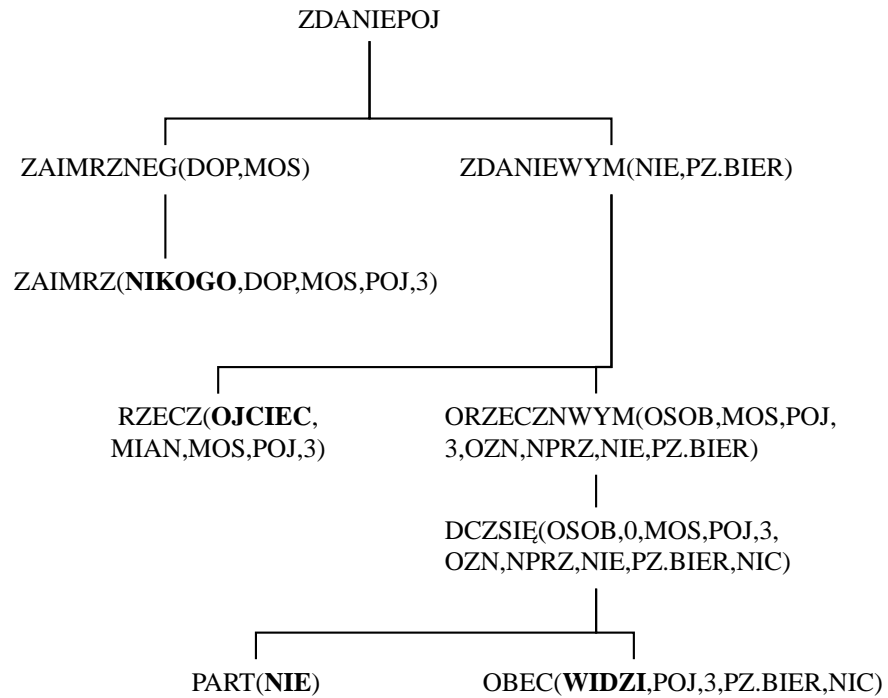 ZDANIEPOJ
ZAIMRZNEG(DOP,MOS)
ZDANIEWYM(NIE,PZ.BIER)
ZAIMRZ(NIKOGO,DOP,MOS,POJ,3)
RZECZ(OJCIEC,
MIAN,MOS,POJ,3)
ORZECZNWYM(OSOB,MOS,POJ,
3,OZN,NPRZ,NIE,PZ.BIER)
DCZSIĘ(OSOB,0,MOS,POJ,3,
OZN,NPRZ,NIE,PZ.BIER,NIC)
PART(NIE)
OBEC(WIDZI,POJ,3,PZ.BIER,NIC)